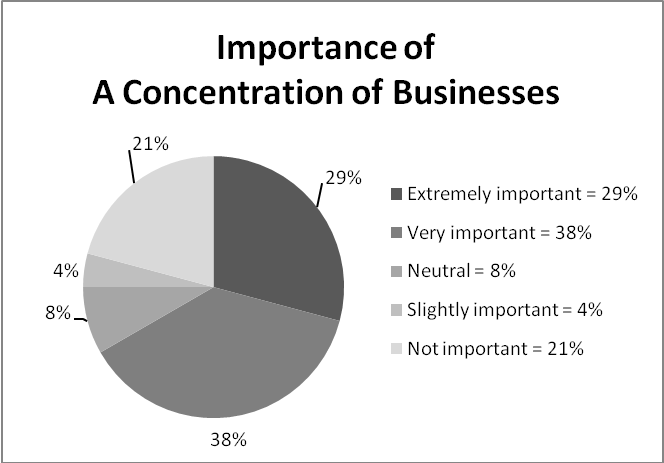 Importance of
A Concentration of Businesses
21%
29%
4%
8%
38%
Extremely important = 29%
Very important = 38%
Neutral = 8%
Slightly important = 4%
Not important = 21%